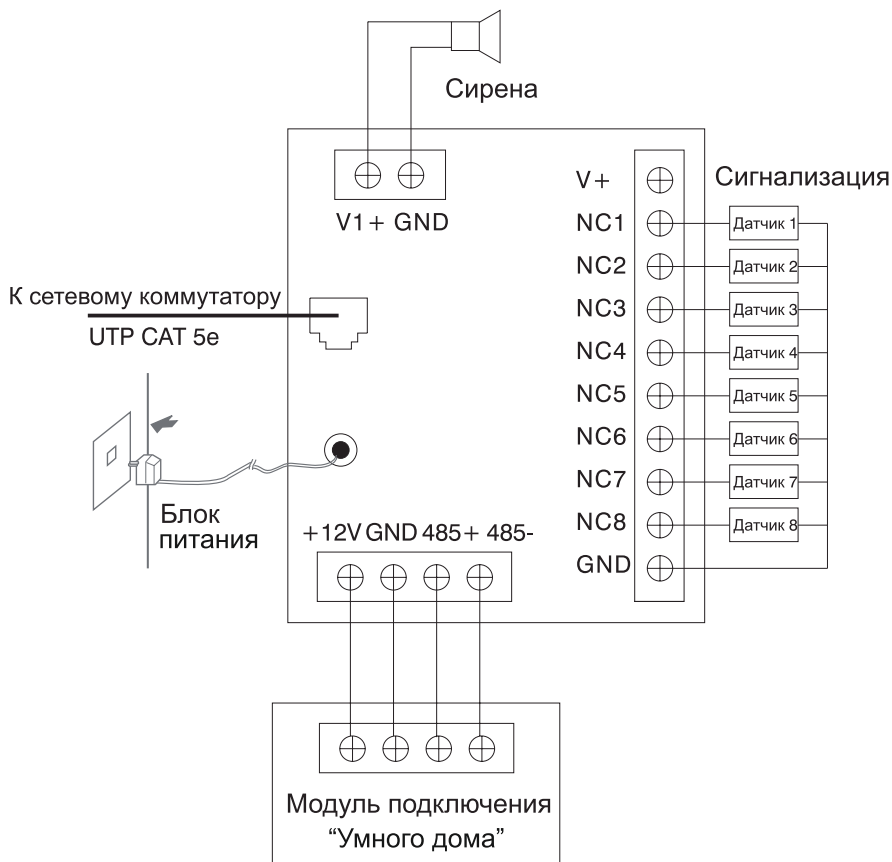 Сирена
V1+ GND
V+
Сигнализация
NC1
Датчик 1
NC2
Датчик 2
К сетевому коммутатору
NC3
Датчик 3
UTP CAT 5e
NC4
Датчик 4
NC5
Датчик 5
NC6
Датчик 6
NC7
Датчик 7
Блок
питания
NC8
Датчик 8
+12V GND 485+ 485-
GND
Модуль подключения
“Умного дома”